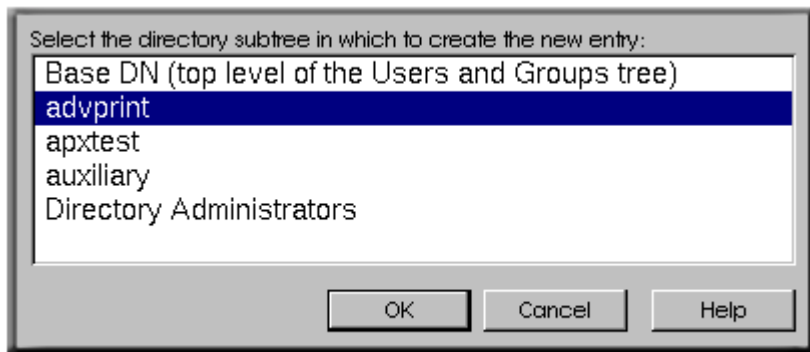 Select the directory subtree in which to create the new entry:
Base DN (top level of the Users and Groups tree)
advprint
apxtest
auxiliary
Directory Administrators
OK Cancel Help